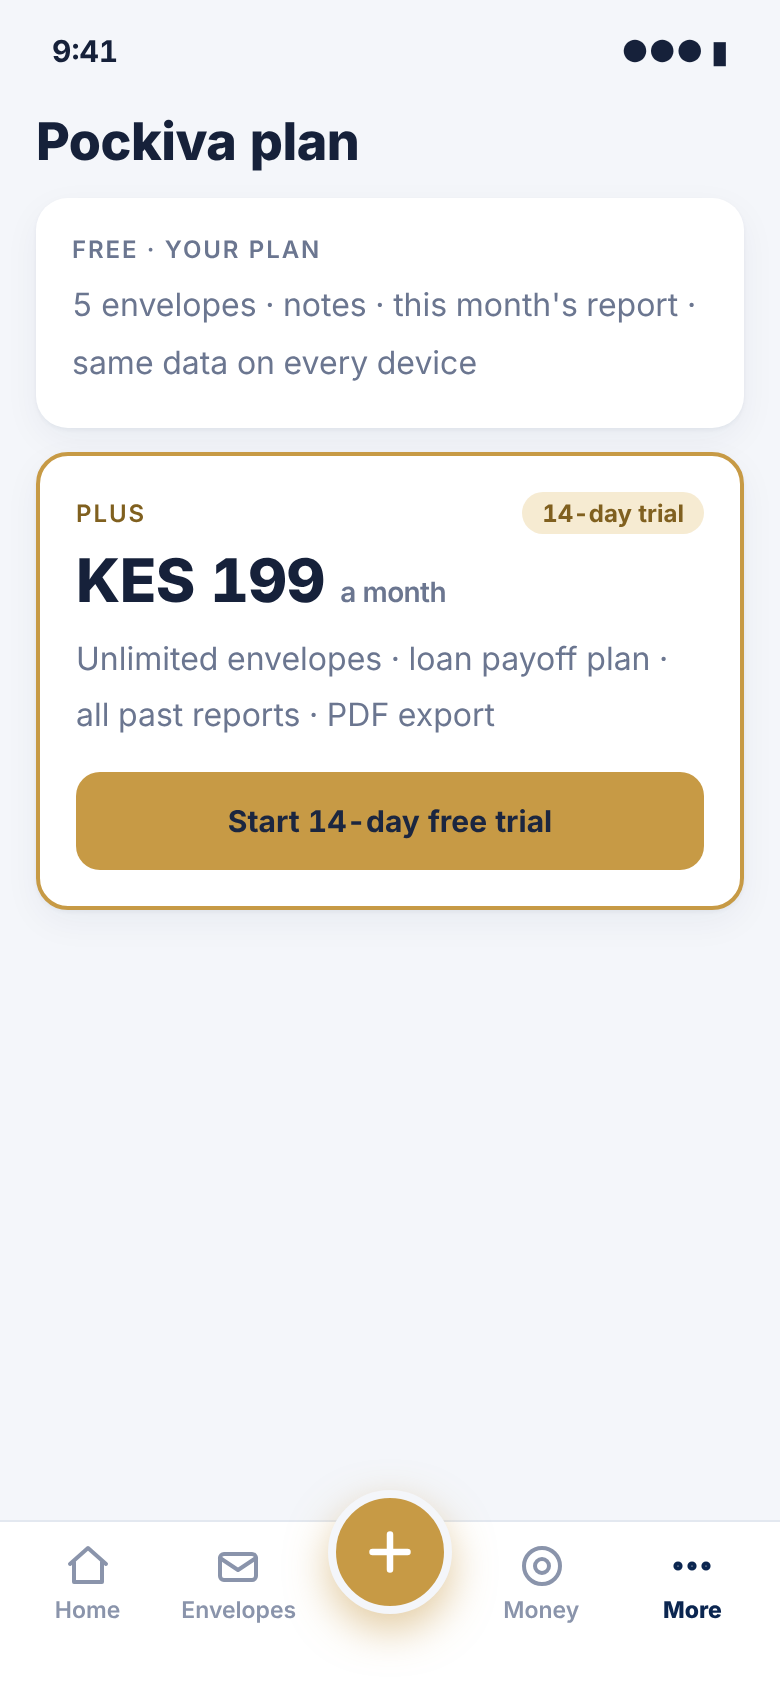 9:41
Pockiva plan
FREE · YOUR PLAN
5 envelopes · notes · this month's report ·
same data on every device
PLUS
14-day trial
KES 199 a month
Unlimited envelopes · loan payoff plan ·
all past reports · PDF export
Start 14-day free trial
Home
Envelopes
Money
More